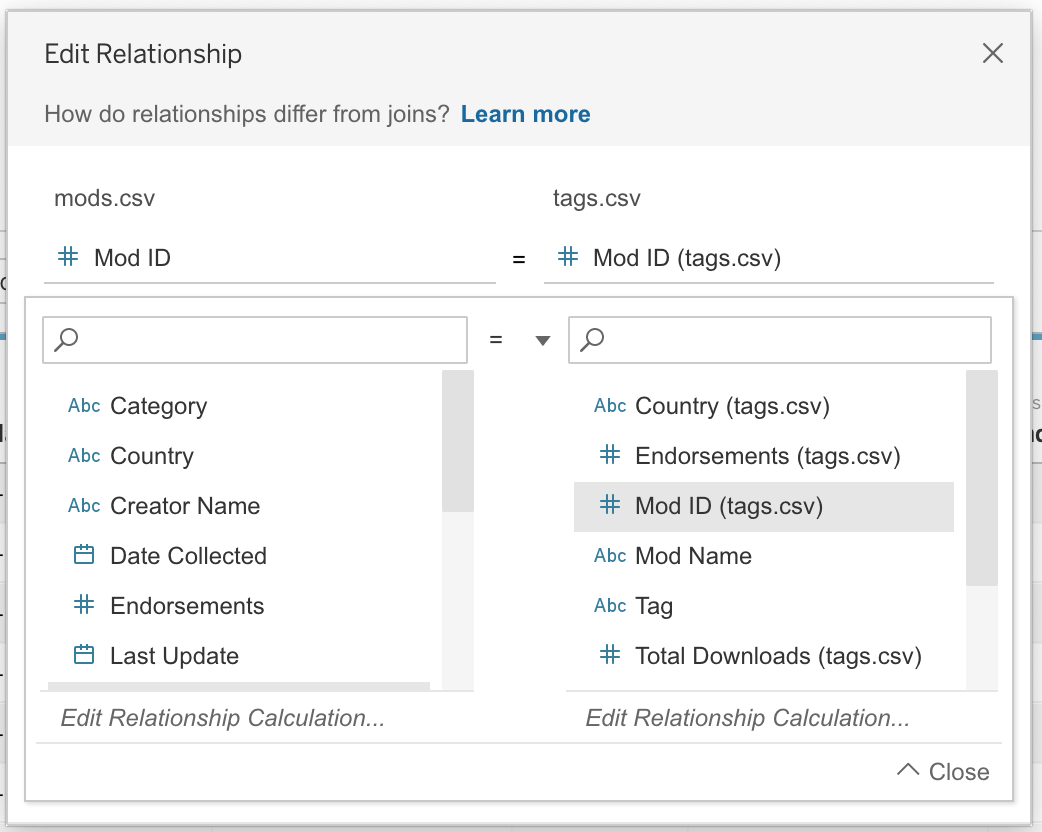 Edit Relationship
How do relationships differ from joins? Learn more
mods.csv tags.csv
# Mod ID = # Mod ID (tags.csv)
=
Abc Category Abc Country (tags.csv)
Abc Country # Endorsements (tags.csv)
Abc Creator Name # Mod ID (tags.csv)
Date Collected Abc Mod Name
# Endorsements Abc Tag
Last Update # Total Downloads (tags.csv)
Edit Relationship Calculation... Edit Relationship Calculation...
Close